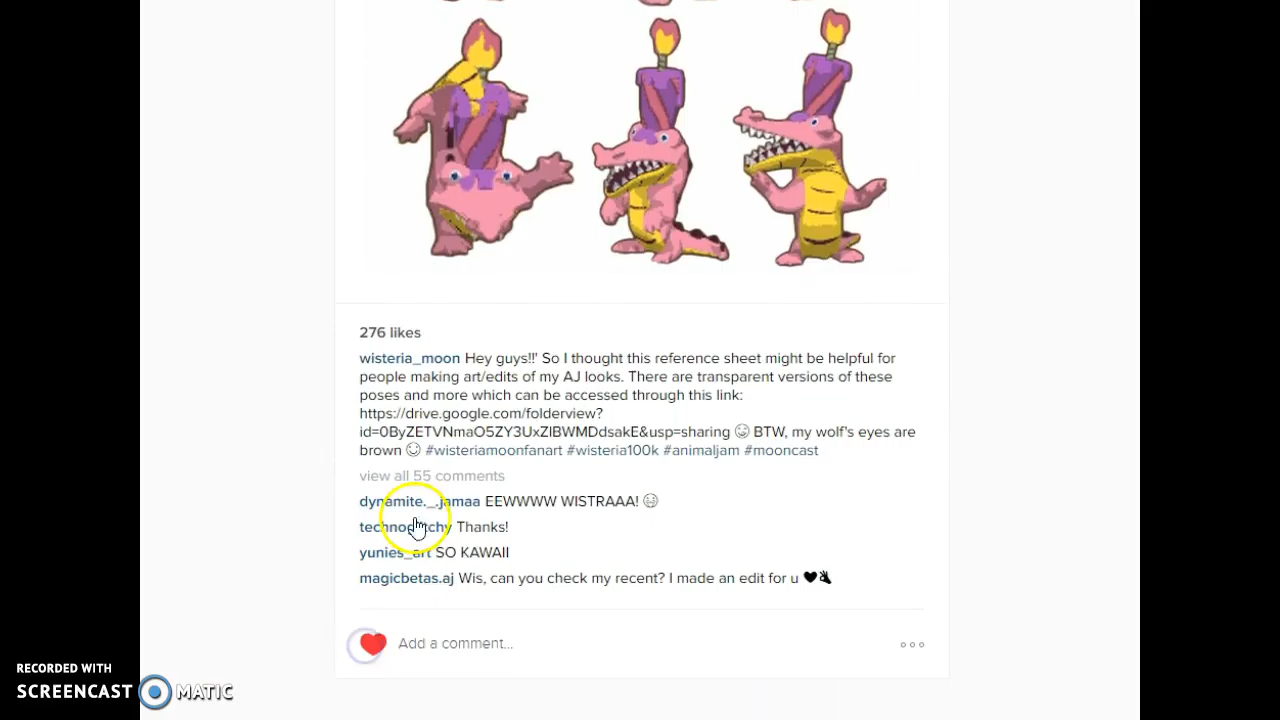 276 likes
wisteria_moon Hey guys!!' So I thought this reference sheet might be helpful for
people making art/edits of my AJ looks. There are transparent versions of these
poses and more which can be accessed through this link:
https://drive.google.com/folderview?
id=0ByZETVNmaO5ZY3UxZlBWMDdsakE&usp=sharing 😉 BTW, my wolf's eyes are
brown 😊 #wisteriamoonfanart #wisteria100k #animaljam #mooncast
view all 55 comments
dynamite._.jamaa EEWWWW WISTRAAA! 😂
Thanks!
yunies_art SO KAWAII
magicbetas.aj Wis, can you check my recent? I made an edit for u 🖤👌
Add a comment...
RECORDED WITH
SCREENCAST MATIC